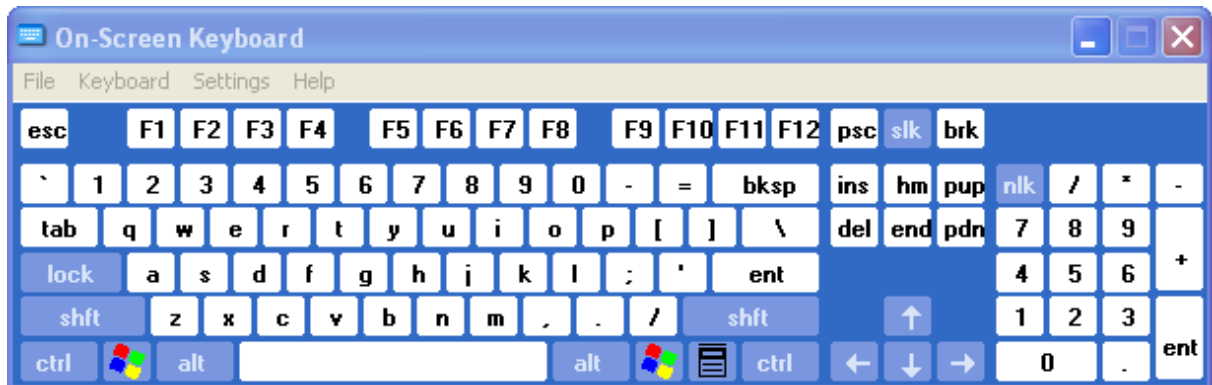 On-Screen Keyboard
File Keyboard Settings Help
esc F1 F2 F3 F4 F5 F6 F7 F8 F9 F10 F11 F12 psc slk brk
` 1 2 3 4 5 6 7 8 9 0 - = bksp ins hm pup nlk / * -
tab q w e r t y u i o p [ ] \ del end pdn 7 8 9 +
lock a s d f g h j k l ; ' ent 4 5 6
shft z x c v b n m , . / shft ↑ 1 2 3 ent
ctrl alt alt ctrl ← ↓ → 0 .